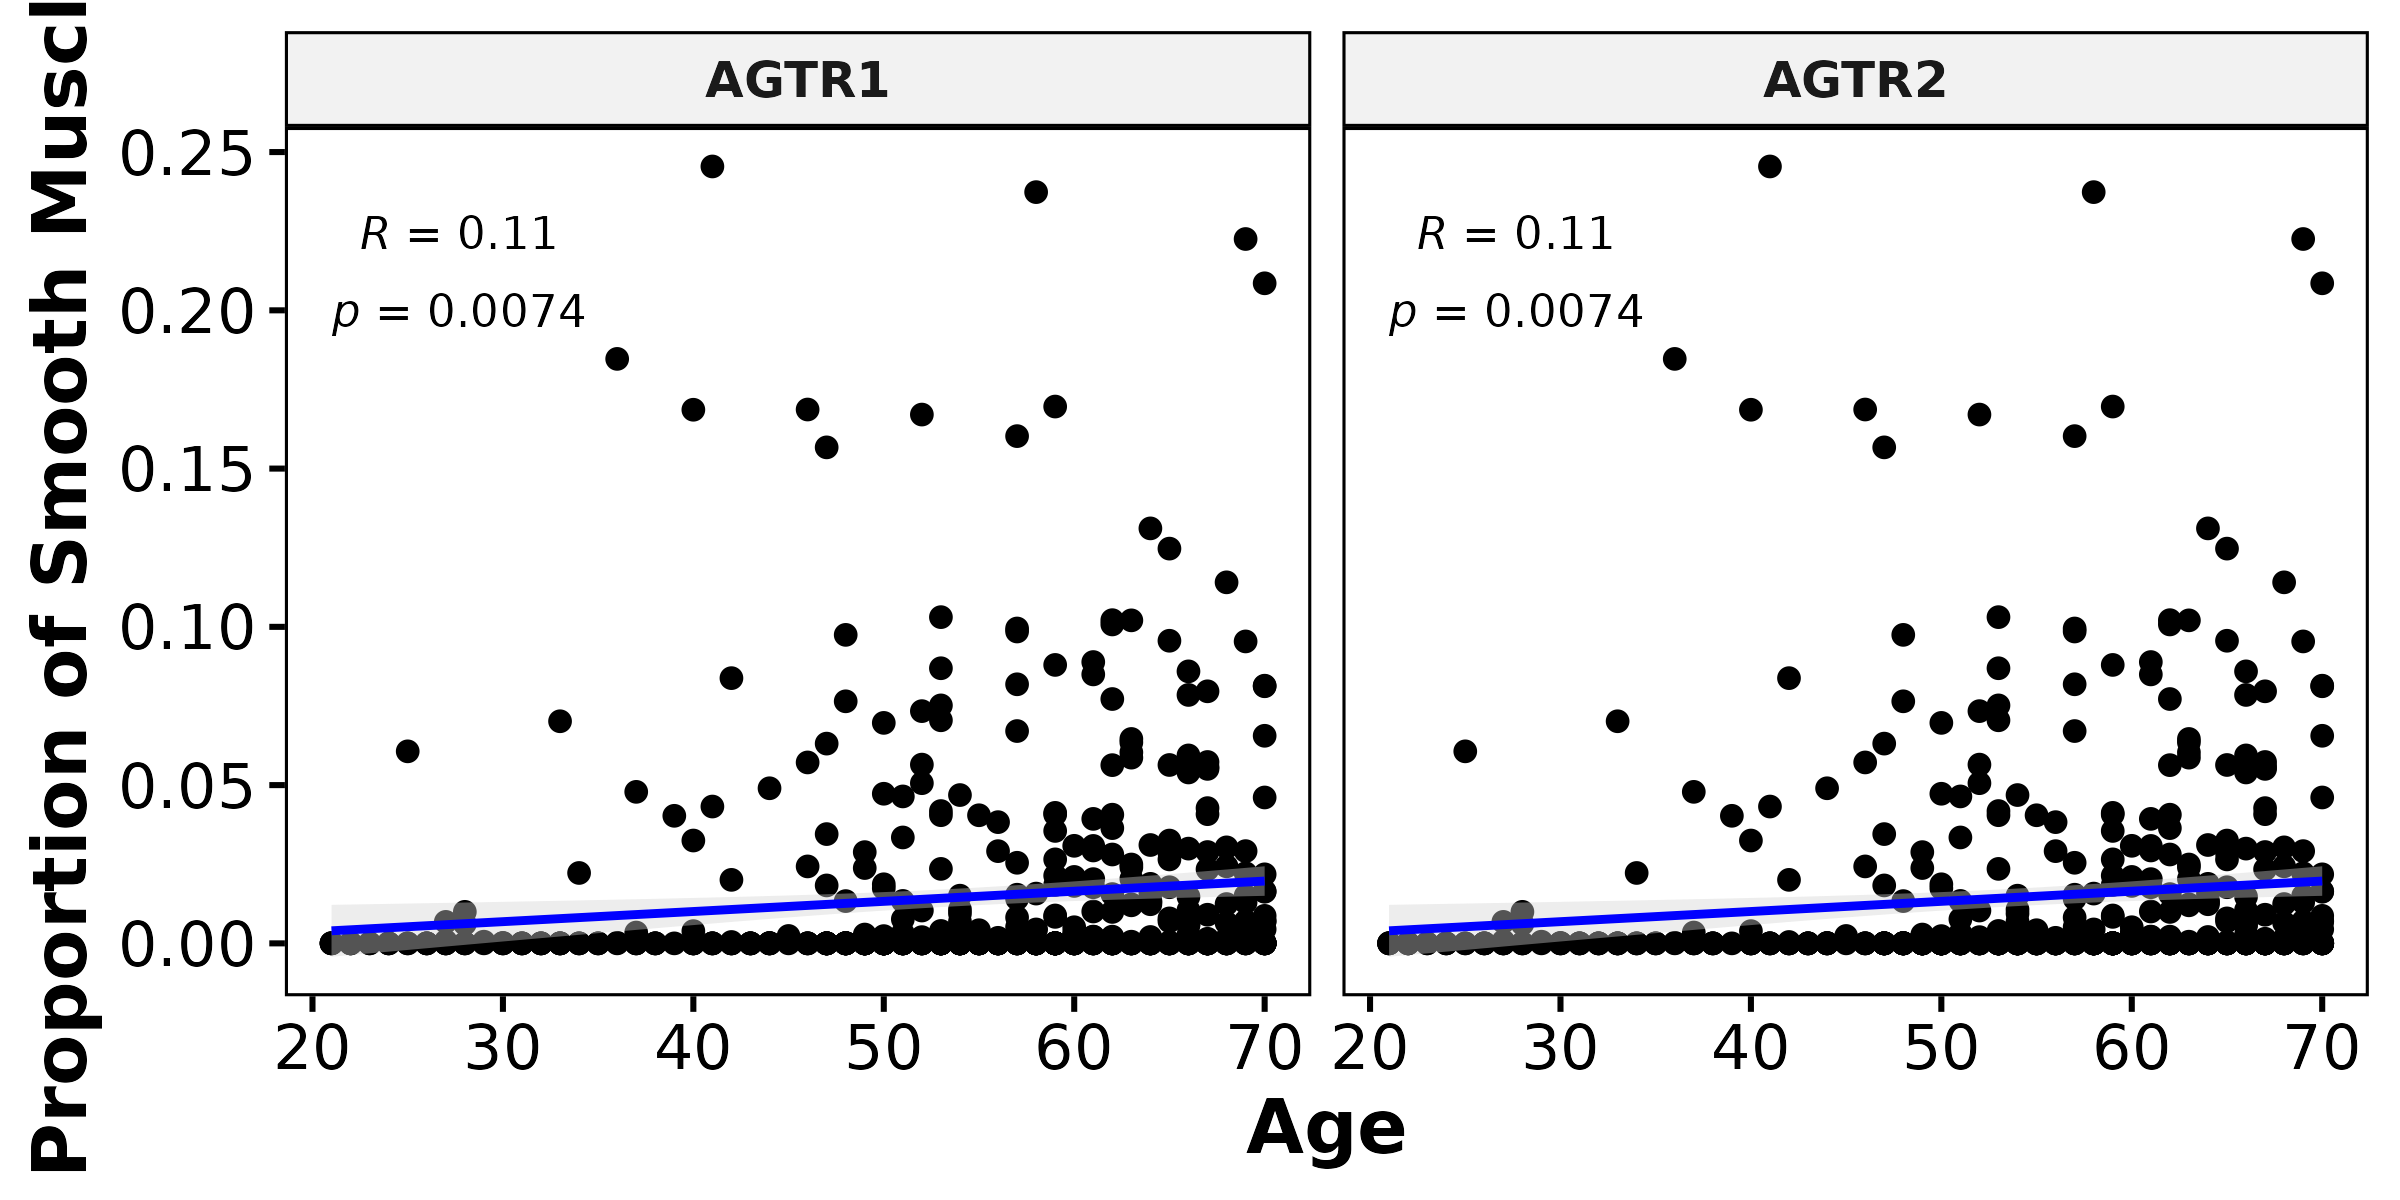 AGTR1
AGTR2
Proportion of Smooth
0.25
0.20
0.15
0.10
0.05
0.00
R = 0.11
p = 0.0074
R = 0.11
p = 0.0074
20 30 40 50 60 70
20 30 40 50 60 70
Age